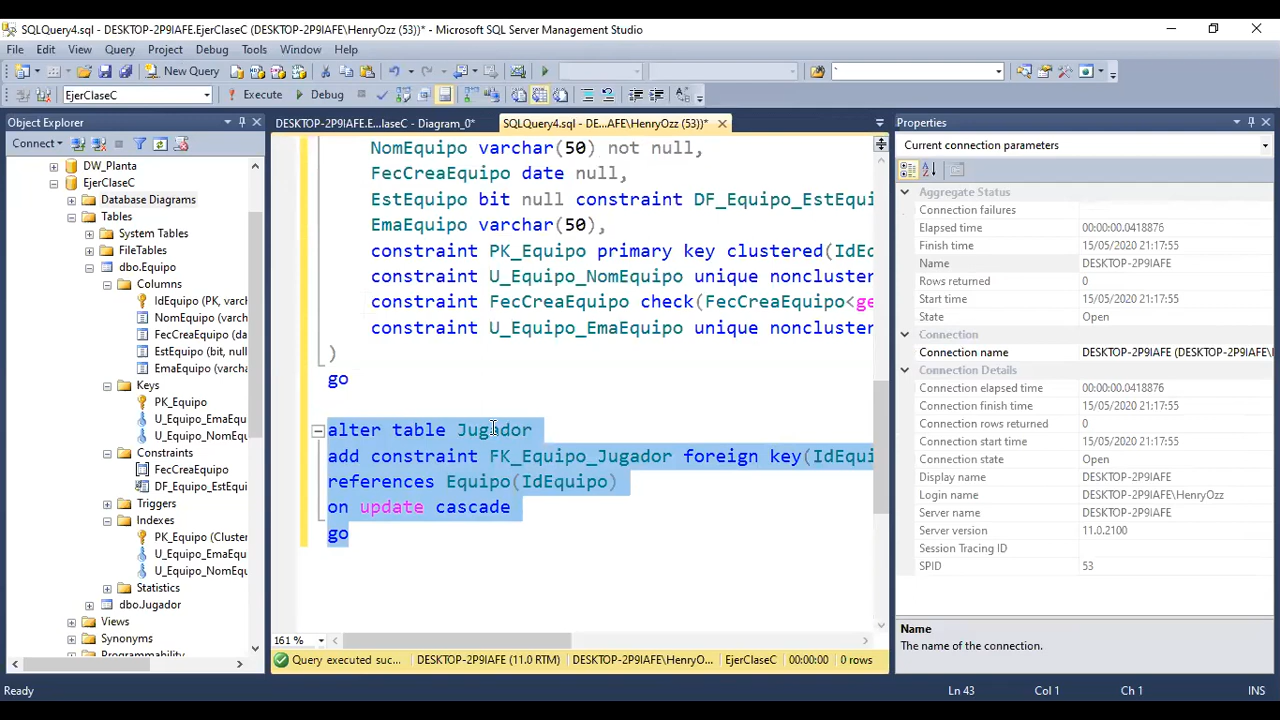 SQLQuery4.sql - DESKTOP-2P9IAFE.EjerClaseC (DESKTOP-2P9IAFE\HenryOzz (53))* - Microsoft SQL Server Management Studio
File Edit View Query Project Debug Tools Window Help
New Query
EjerClaseC Execute Debug
Object Explorer
Connect
DW_Planta
EjerClaseC
Database Diagrams
Tables
System Tables
FileTables
dbo.Equipo
Columns
IdEquipo (PK, varch
NomEquipo (varch
FecCreaEquipo (da
EstEquipo (bit, null
EmaEquipo (varch
Keys
PK_Equipo
U_Equipo_EmaEqu
U_Equipo_NomEq
Constraints
FecCreaEquipo
DF_Equipo_EstEqui
Triggers
Indexes
PK_Equipo (Cluster
U_Equipo_EmaEqu
U_Equipo_NomEqu
Statistics
dbo.Jugador
Views
Synonyms
Programmability
DESKTOP-2P9IAFE.E...laseC - Diagram_0*
SQLQuery4.sql - DE...AFE\HenryOzz (53))*
NomEquipo varchar(50) not null,
FecCreaEquipo date null,
EstEquipo bit null constraint DF_Equipo_EstEqui
EmaEquipo varchar(50),
constraint PK_Equipo primary key clustered(IdEq
constraint U_Equipo_NomEquipo unique noncluster
constraint FecCreaEquipo check(FecCreaEquipo<ge
constraint U_Equipo_EmaEquipo unique noncluster
)
go
alter table Jugador
add constraint FK_Equipo_Jugador foreign key(IdEqui
references Equipo(IdEquipo)
on update cascade
go
161 %
Query executed suc... DESKTOP-2P9IAFE (11.0 RTM) DESKTOP-2P9IAFE\HenryO... EjerClaseC 00:00:00 0 rows
Properties
Current connection parameters
Aggregate Status
Connection failures
Elapsed time 00:00:00.0418876
Finish time 15/05/2020 21:17:55
Name DESKTOP-2P9IAFE
Rows returned 0
Start time 15/05/2020 21:17:55
State Open
Connection
Connection name DESKTOP-2P9IAFE (DESKTOP-2P9IAFE\H
Connection Details
Connection elapsed time 00:00:00.0418876
Connection finish time 15/05/2020 21:17:55
Connection rows returned 0
Connection start time 15/05/2020 21:17:55
Connection state Open
Display name DESKTOP-2P9IAFE
Login name DESKTOP-2P9IAFE\HenryOzz
Server name DESKTOP-2P9IAFE
Server version 11.0.2100
Session Tracing ID
SPID 53
Name
The name of the connection.
Ready Ln 43 Col 1 Ch 1 INS